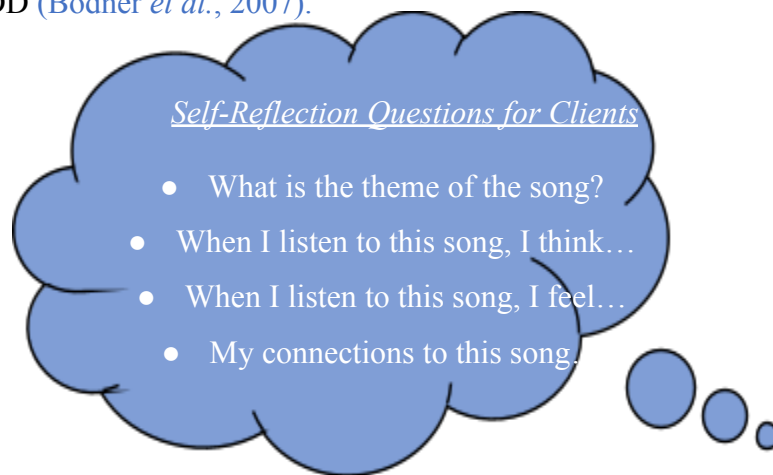 (Bodner et al., 2007).
Self-Reflection Questions for Clients
● What is the theme of the song?
● When I listen to this song, I think…
● When I listen to this song, I feel…
● My connections to this song